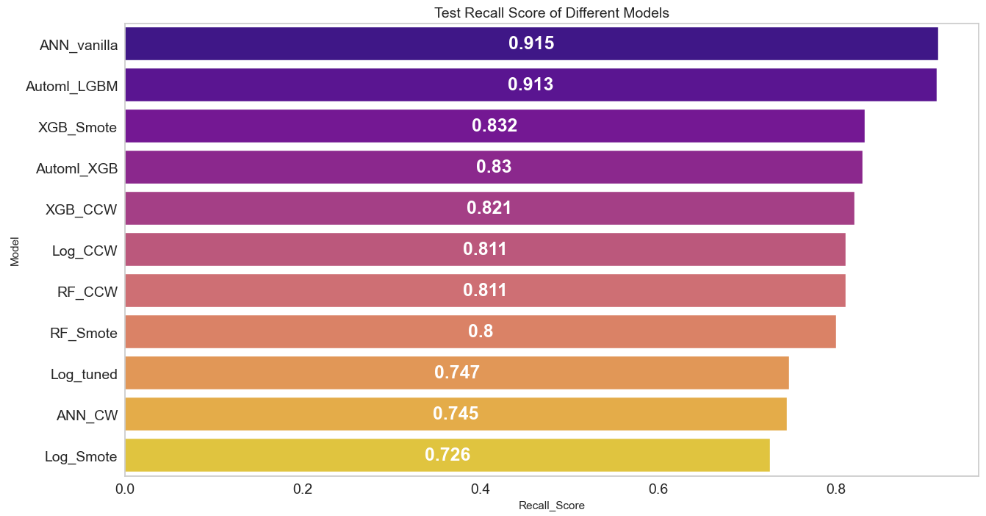 Test Recall Score of Different Models
ANN_vanilla 0.915
Automl_LGBM 0.913
XGB_Smote 0.832
Automl_XGB 0.83
XGB_CCW 0.821
Log_CCW 0.811
RF_CCW 0.811
RF_Smote 0.8
Log_tuned 0.747
ANN_CW 0.745
Log_Smote 0.726
Model
0.0 0.2 0.4 0.6 0.8
Recall_Score